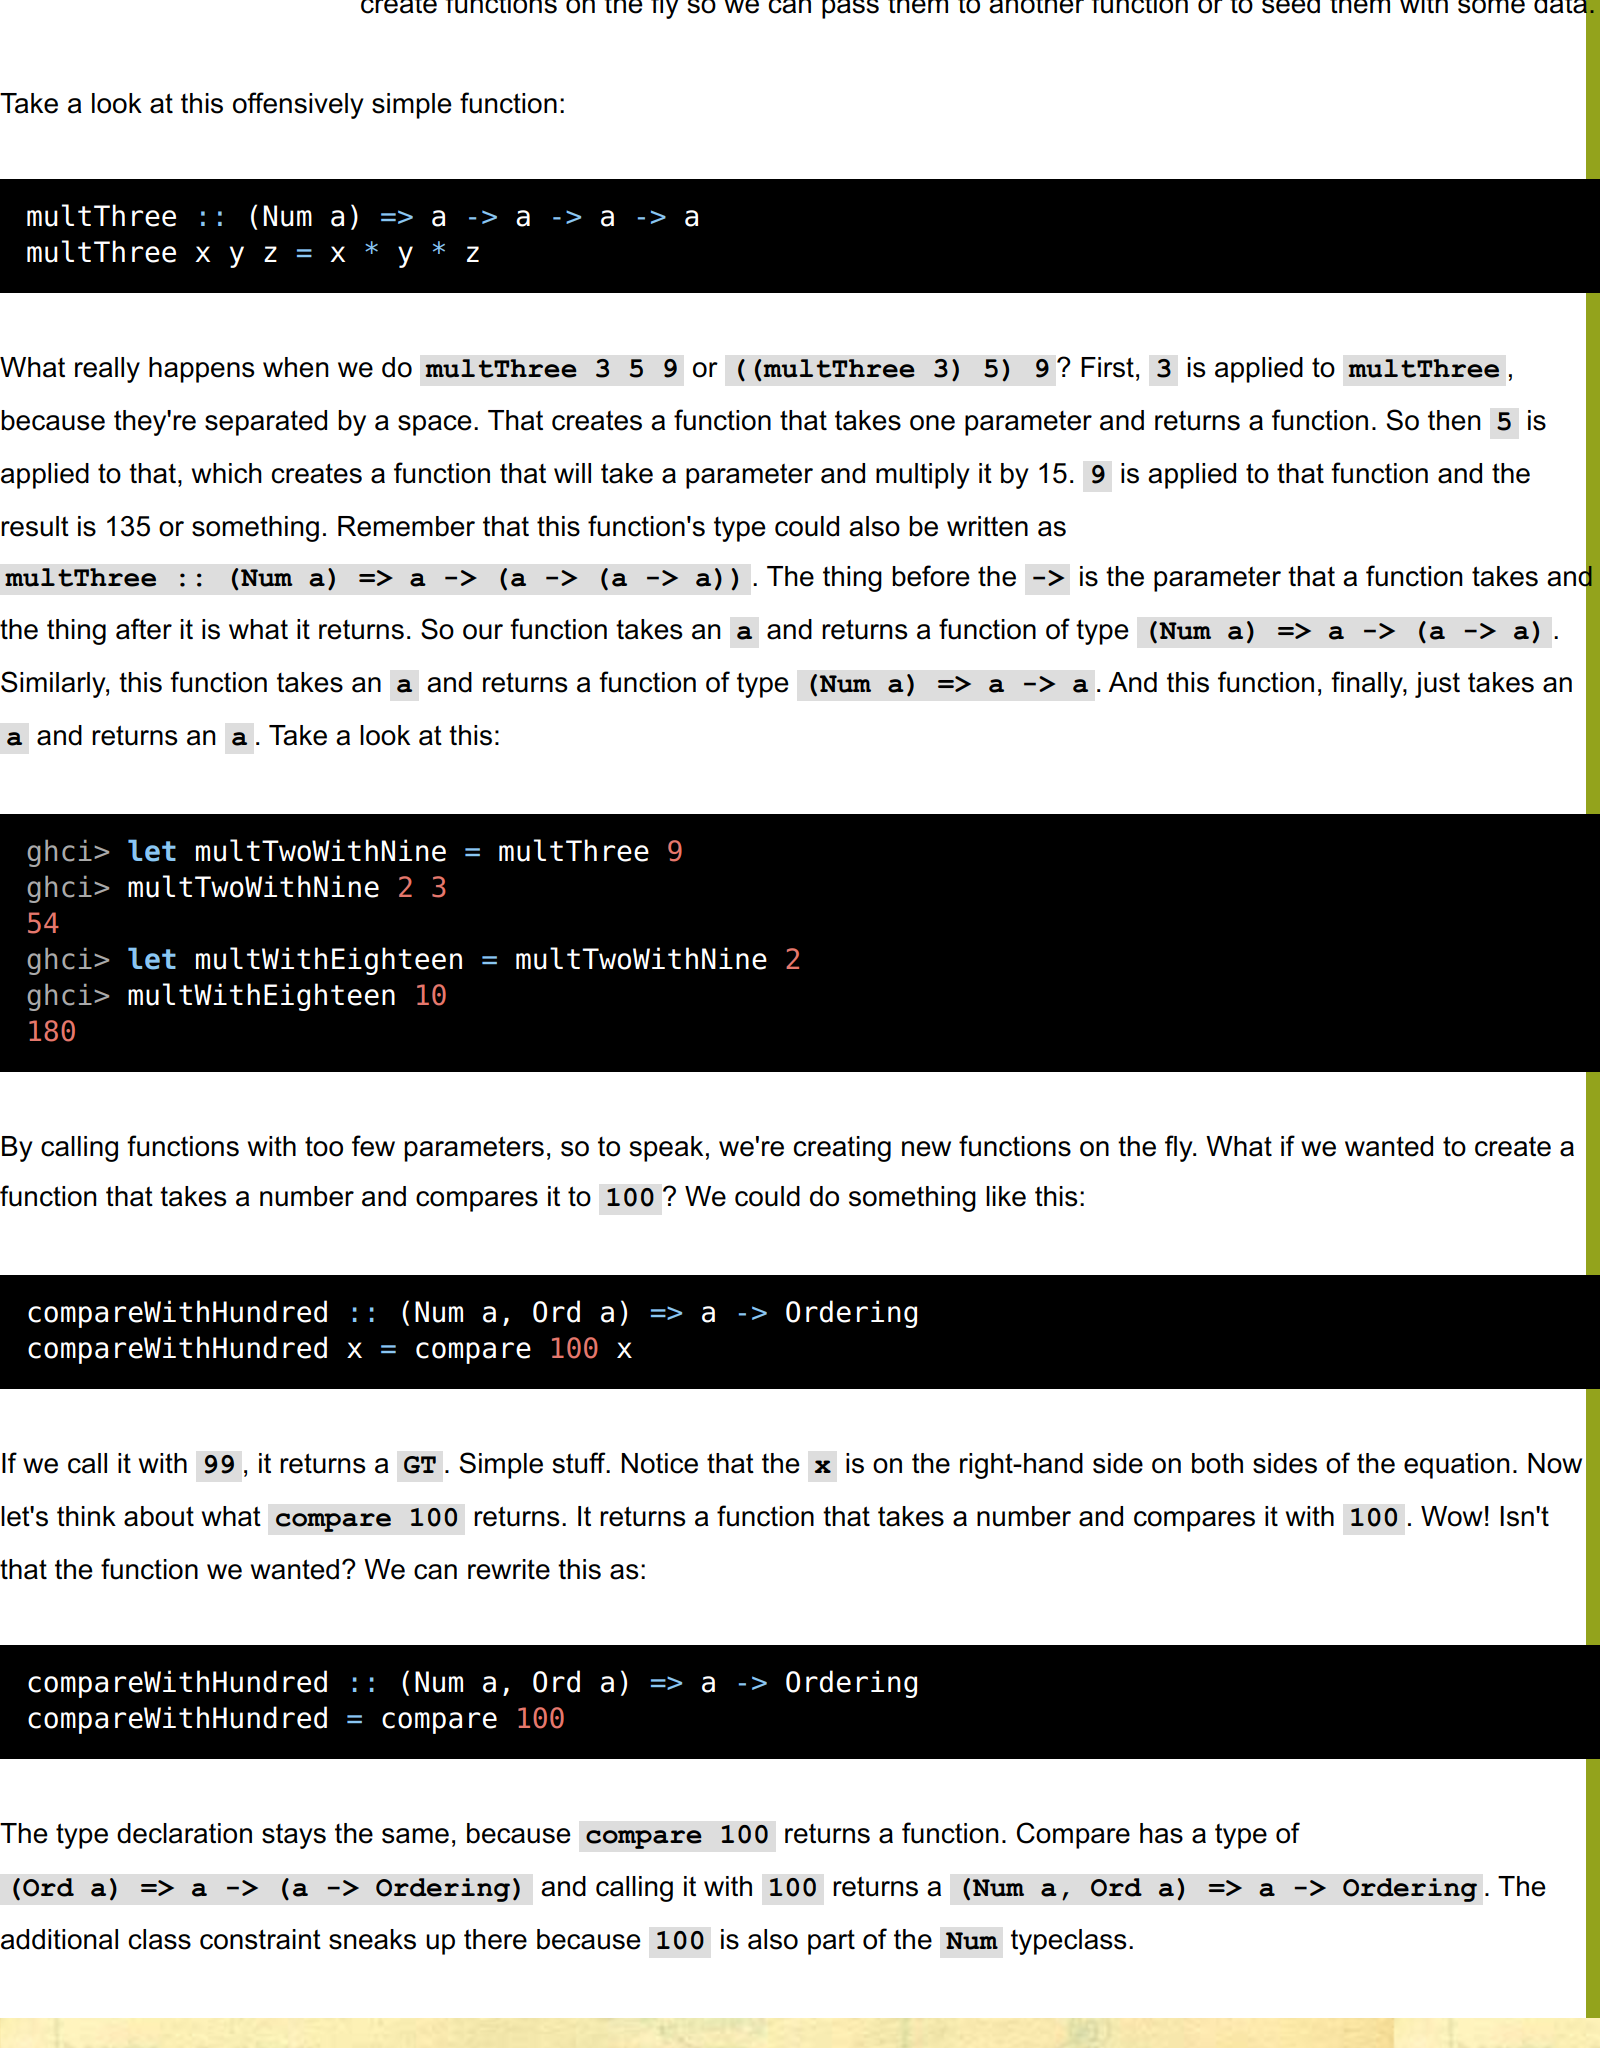 create functions on the fly so we can pass them to another function or to seed them with some data.
Take a look at this offensively simple function:
multThree :: (Num a) => a -> a -> a -> a
multThree x y z = x * y * z
What really happens when we do multThree 3 5 9 or ((multThree 3) 5) 9? First, 3 is applied to multThree,
because they're separated by a space. That creates a function that takes one parameter and returns a function. So then 5 is
applied to that, which creates a function that will take a parameter and multiply it by 15. 9 is applied to that function and the
result is 135 or something. Remember that this function's type could also be written as
multThree :: (Num a) => a -> (a -> (a -> a)). The thing before the -> is the parameter that a function takes and
the thing after it is what it returns. So our function takes an a and returns a function of type (Num a) => a -> (a -> a).
Similarly, this function takes an a and returns a function of type (Num a) => a -> a. And this function, finally, just takes an
a and returns an a. Take a look at this:
ghci> let multTwoWithNine = multThree 9
ghci> multTwoWithNine 2 3
54
ghci> let multWithEighteen = multTwoWithNine 2
ghci> multWithEighteen 10
180
By calling functions with too few parameters, so to speak, we're creating new functions on the fly. What if we wanted to create a
function that takes a number and compares it to 100? We could do something like this:
compareWithHundred :: (Num a, Ord a) => a -> Ordering
compareWithHundred x = compare 100 x
If we call it with 99, it returns a GT. Simple stuff. Notice that the x is on the right-hand side on both sides of the equation. Now
let's think about what compare 100 returns. It returns a function that takes a number and compares it with 100. Wow! Isn't
that the function we wanted? We can rewrite this as:
compareWithHundred :: (Num a, Ord a) => a -> Ordering
compareWithHundred = compare 100
The type declaration stays the same, because compare 100 returns a function. Compare has a type of
(Ord a) => a -> (a -> Ordering) and calling it with 100 returns a (Num a, Ord a) => a -> Ordering. The
additional class constraint sneaks up there because 100 is also part of the Num typeclass.